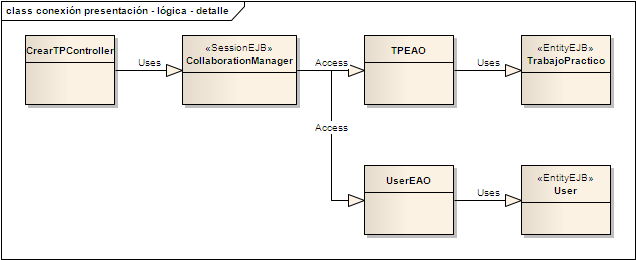 class conexión presentación - lógica - detalle
CrearTPController
Uses
«SessionEJB»
CollaborationManager
Access
TPEAO
Uses
«EntityEJB»
TrabajoPractico
Access
UserEAO
Uses
«EntityEJB»
User